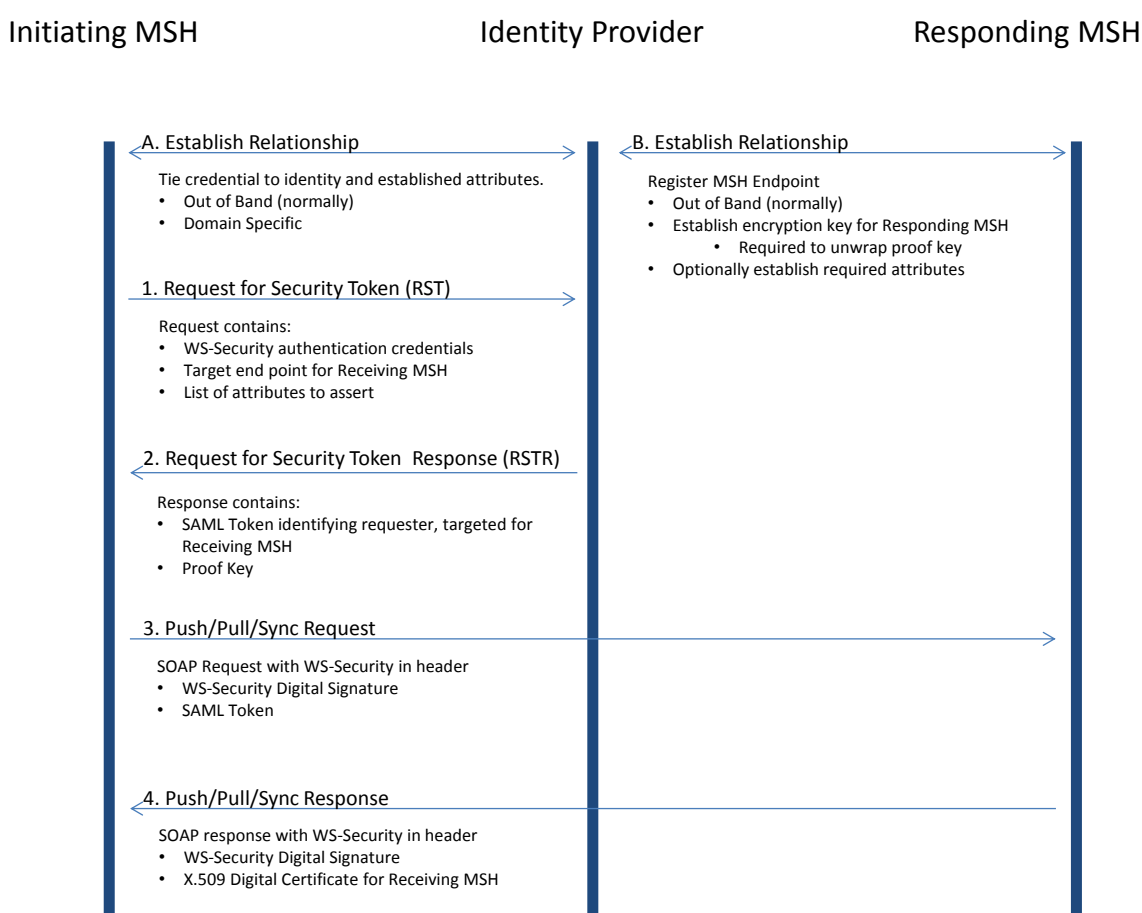 Initiating MSH
Identity Provider
Responding MSH
A. Establish Relationship
Tie credential to identity and established attributes.
• Out of Band (normally)
• Domain Specific
B. Establish Relationship
Register MSH Endpoint
• Out of Band (normally)
• Establish encryption key for Responding MSH
• Required to unwrap proof key
• Optionally establish required attributes
1. Request for Security Token (RST)
Request contains:
• WS-Security authentication credentials
• Target end point for Receiving MSH
• List of attributes to assert
2. Request for Security Token Response (RSTR)
Response contains:
• SAML Token identifying requester, targeted for
Receiving MSH
• Proof Key
3. Push/Pull/Sync Request
SOAP Request with WS-Security in header
• WS-Security Digital Signature
• SAML Token
4. Push/Pull/Sync Response
SOAP response with WS-Security in header
• WS-Security Digital Signature
• X.509 Digital Certificate for Receiving MSH